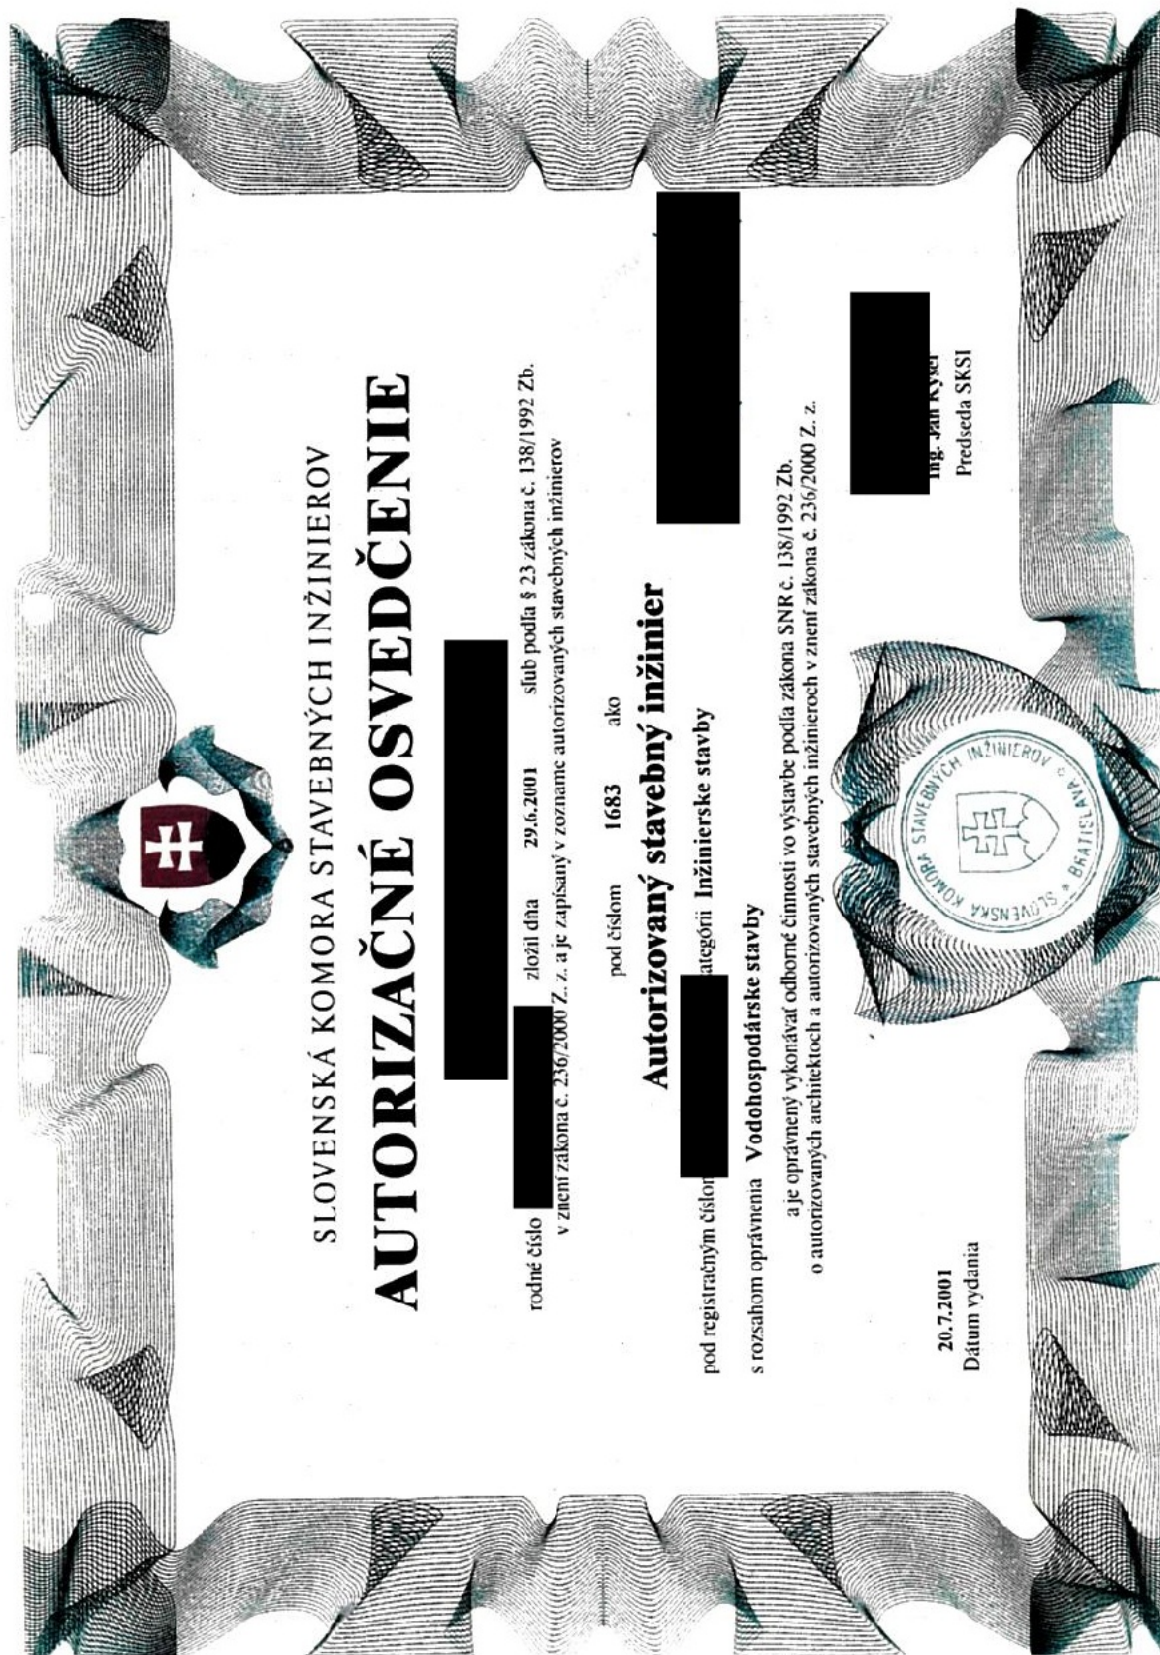 SLOVENSKÁ KOMORA STAVEBNÝCH INŽINIEROV
AUTORIZAČNÉ OSVEDČENIE
rodné číslo zložil dňa 29.6.2001 sľub podľa § 23 zákona č. 138/1992 Zb.
v znení zákona č. 236/2000 Z. z. a je zapísaný v zozname autorizovaných stavebných inžinierov
pod číslom 1683 ako
Autorizovaný stavebný inžinier
pod registračným číslom ategórii Inžinierske stavby
s rozsahom oprávnenia Vodohospodárske stavby
a je oprávnený vykonávať odborné činnosti vo výstavbe podľa zákona SNR č. 138/1992 Zb.
o autorizovaných architektoch a autorizovaných stavebných inžinieroch v znení zákona č. 236/2000 Z. z.
SLOVENSKÁ KOMORA STAVEBNÝCH INŽINIEROV
BRATISLAVA
20.7.2001
Dátum vydania
Ing. Ján Kyseľ
Predseda SKSI